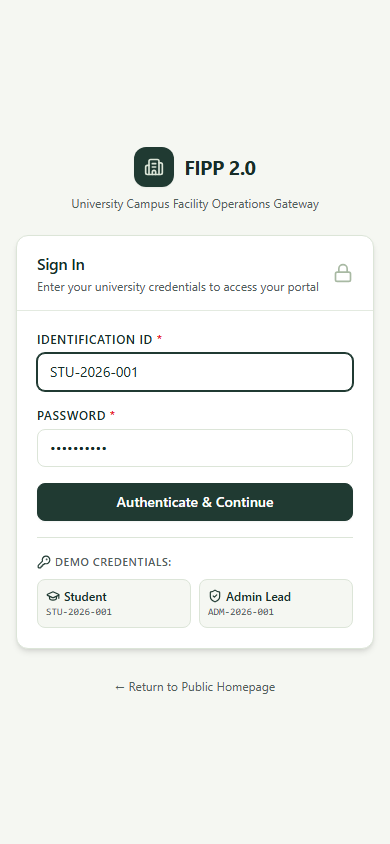 FIPP 2.0
University Campus Facility Operations Gateway
Sign In
Enter your university credentials to access your portal
IDENTIFICATION ID *
STU-2026-001
PASSWORD *
••••••••••
Authenticate & Continue
DEMO CREDENTIALS:
Student
STU-2026-001
Admin Lead
ADM-2026-001
← Return to Public Homepage